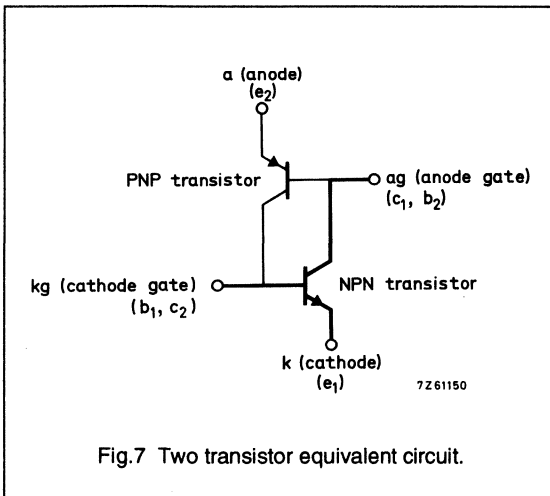 a (anode)
(e₂)
PNP transistor
ag (anode gate)
(c₁, b₂)
kg (cathode gate)
(b₁, c₂)
NPN transistor
k (cathode)
(e₁)
7Z61150
Fig.7 Two transistor equivalent circuit.